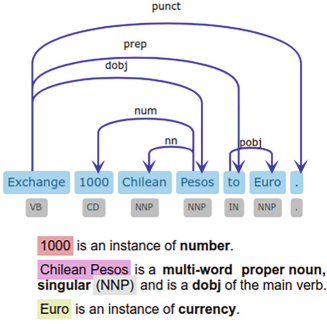 punct
prep
dobj
num
nn
pobj
Exchange 1000 Chilean Pesos to Euro .
VB CD NNP NNP IN NNP .
1000 is an instance of number.
Chilean Pesos is a multi-word proper noun,
singular (NNP) and is a dobj of the main verb.
Euro is an instance of currency.